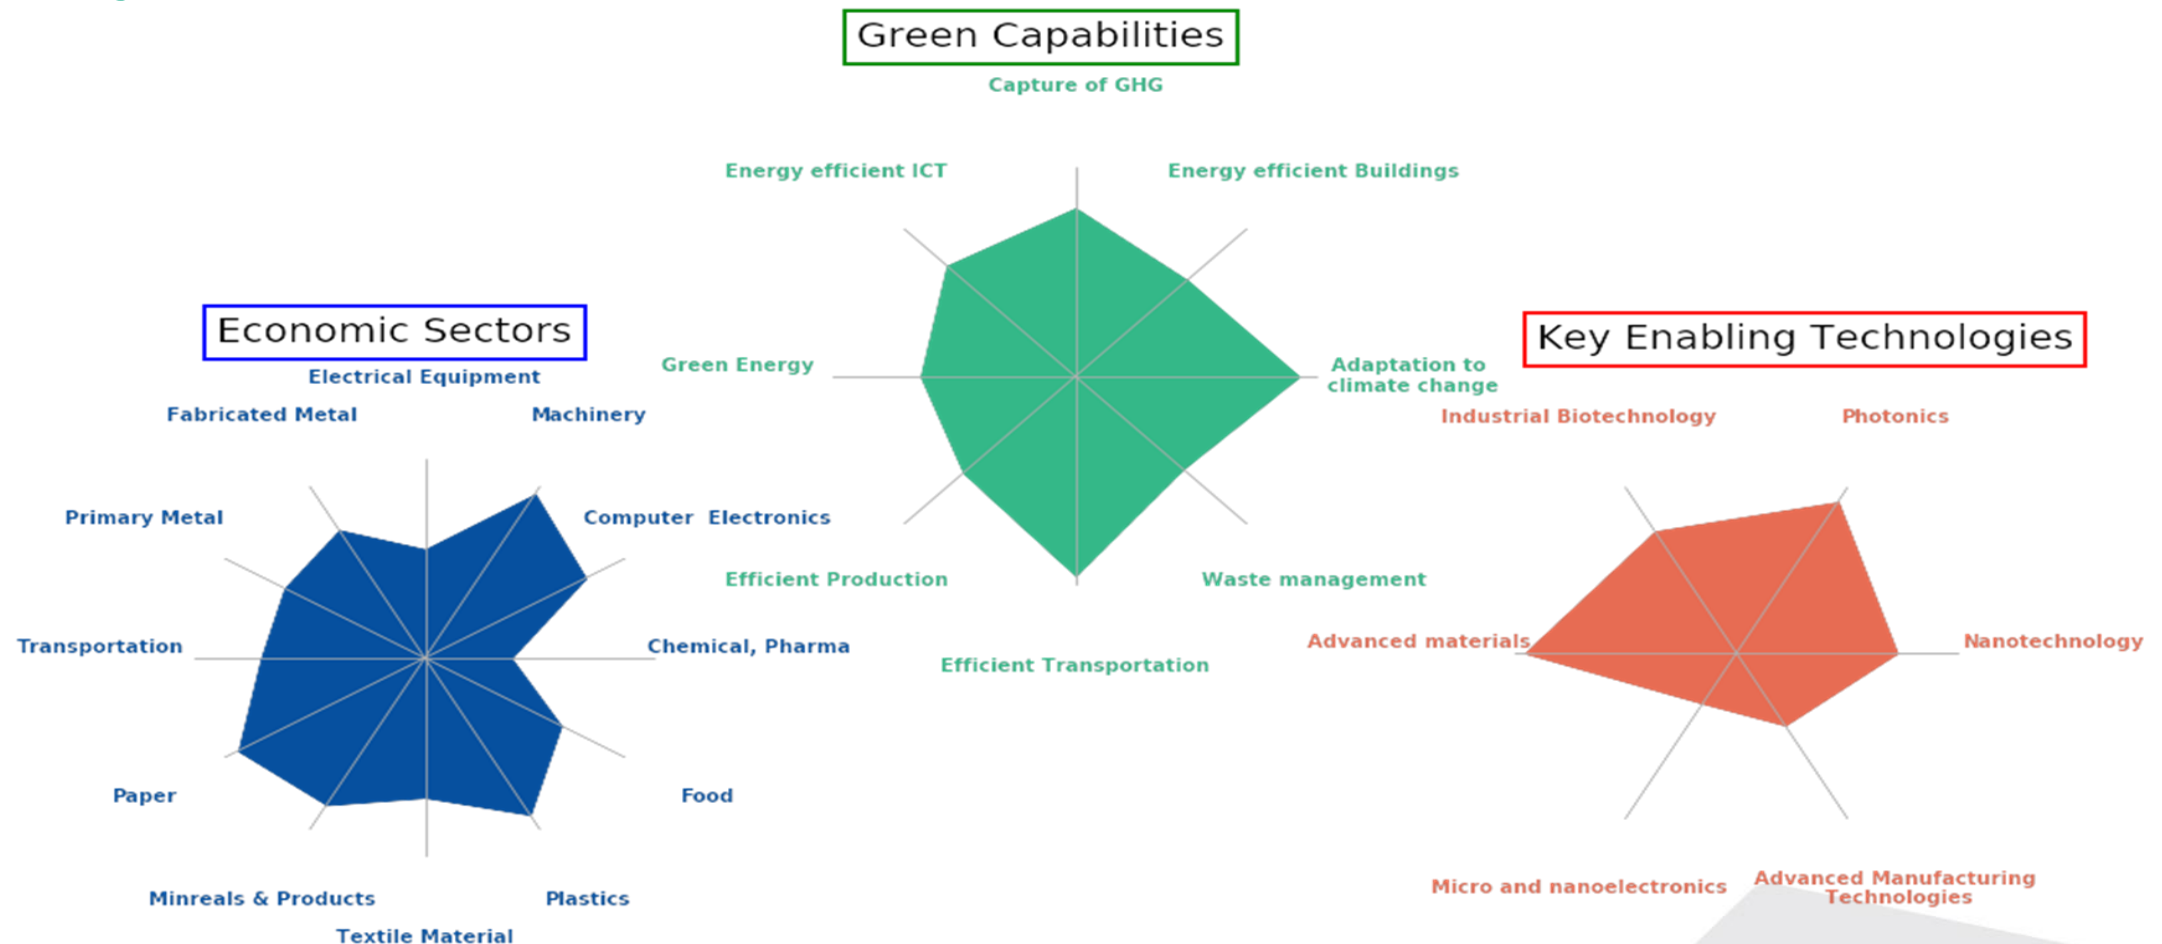 Green Capabilities
Capture of GHG
Energy efficient ICT
Energy efficient Buildings
Green Energy
Adaptation to
climate change
Efficient Production
Waste management
Efficient Transportation
Economic Sectors
Electrical Equipment
Fabricated Metal
Machinery
Primary Metal
Computer  Electronics
Transportation
Chemical, Pharma
Paper
Food
Minreals & Products
Plastics
Textile Material
Key Enabling Technologies
Industrial Biotechnology
Photonics
Advanced materials
Nanotechnology
Micro and nanoelectronics
Advanced Manufacturing
Technologies